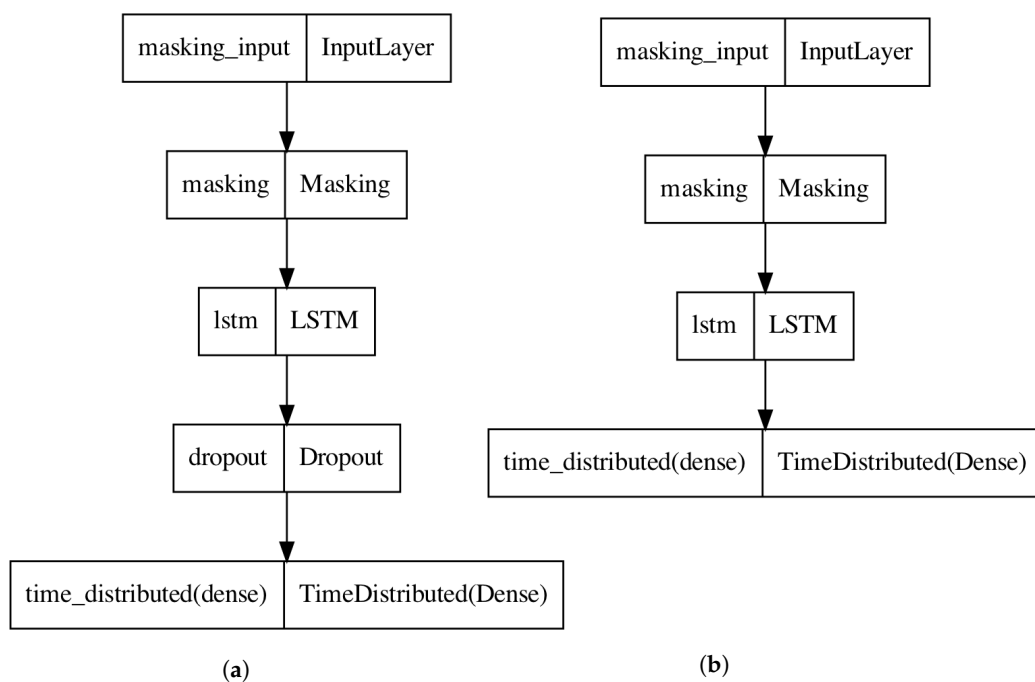 masking_input InputLayer
masking Masking
lstm LSTM
dropout Dropout
time_distributed(dense) TimeDistributed(Dense)
(a)
masking_input InputLayer
masking Masking
lstm LSTM
time_distributed(dense) TimeDistributed(Dense)
(b)